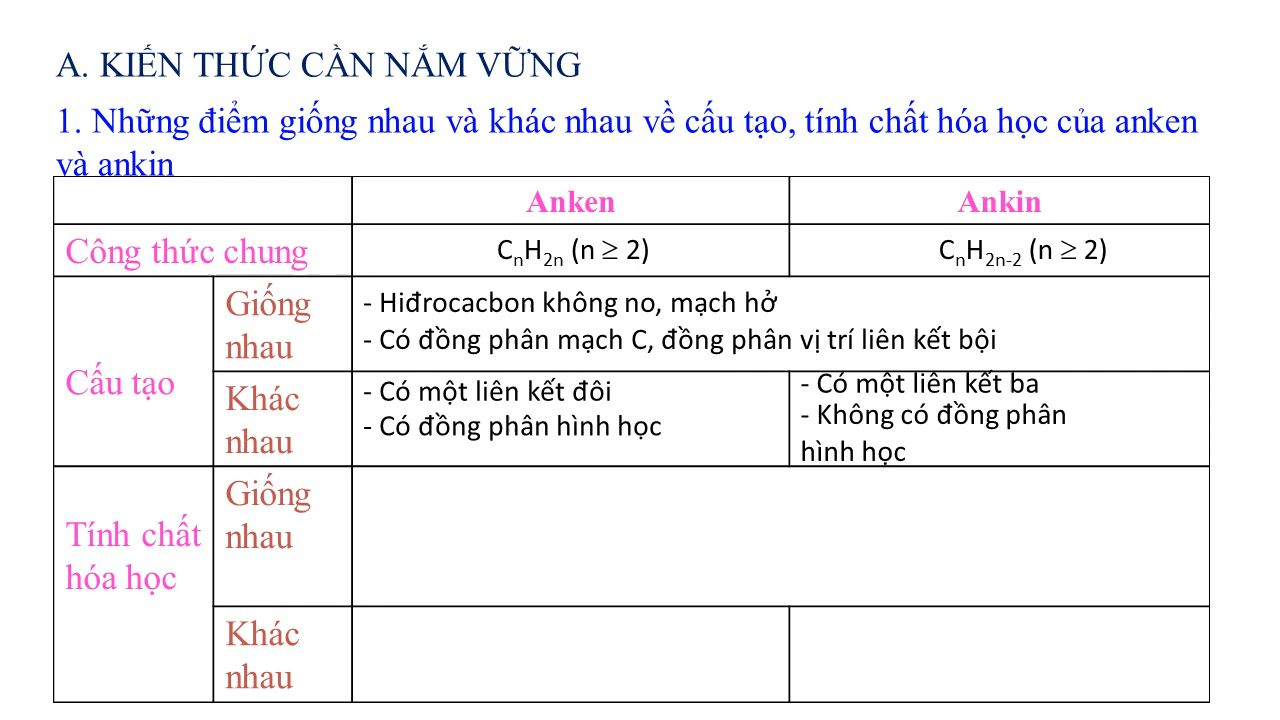 A. KIẾN THỨC CẦN NẮM VỮNG
1. Những điểm giống nhau và khác nhau về cấu tạo, tính chất hóa học của anken
và ankin
Anken
Ankin
Công thức chung
CnH2n (n ≥ 2)
CnH2n-2 (n ≥ 2)
Cấu tạo
Giống
nhau
- Hiđrocacbon không no, mạch hở
- Có đồng phân mạch C, đồng phân vị trí liên kết bội
Khác
nhau
- Có một liên kết đôi
- Có đồng phân hình học
- Có một liên kết ba
- Không có đồng phân
hình học
Tính chất
hóa học
Giống
nhau
Khác
nhau